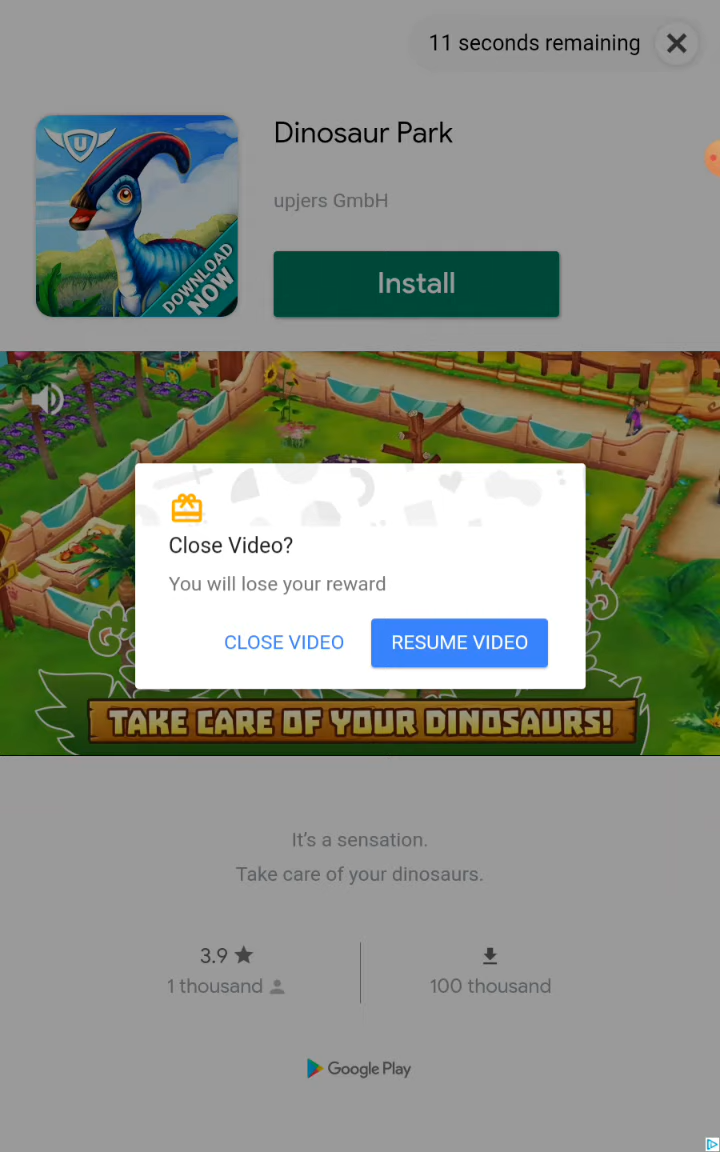 11 seconds remaining
Dinosaur Park
upjers GmbH
U
DOWNLOAD
NOW
Install
Close Video?
You will lose your reward
CLOSE VIDEO
RESUME VIDEO
TAKE CARE OF YOUR DINOSAURS!
It's a sensation.
Take care of your dinosaurs.
3.9
1 thousand
100 thousand
Google Play